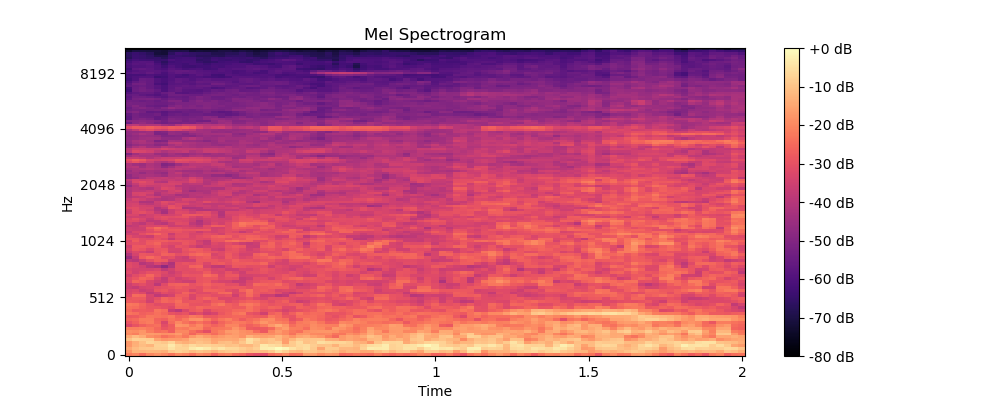 Mel Spectrogram
Hz
8192
4096
2048
1024
512
0
0 0.5 1 1.5 2
Time
+0 dB
-10 dB
-20 dB
-30 dB
-40 dB
-50 dB
-60 dB
-70 dB
-80 dB